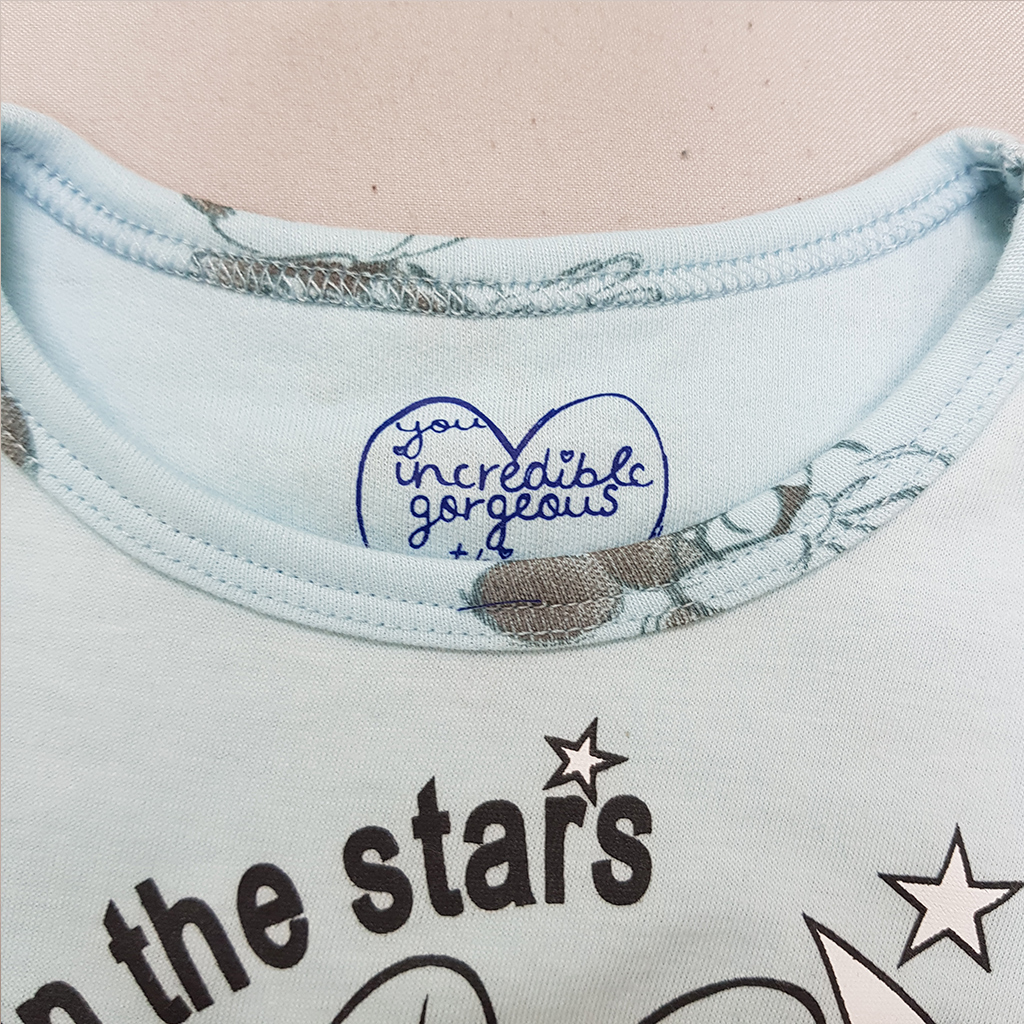 you
incredible
gorgeous
the stars